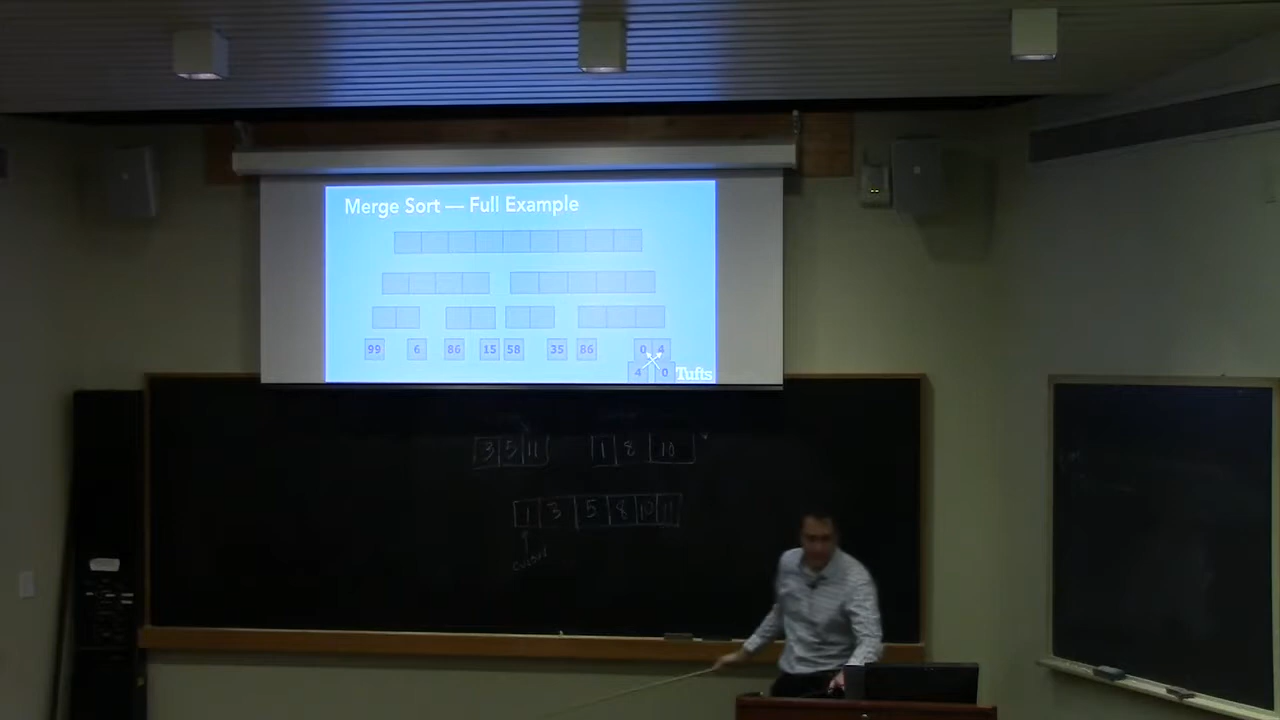 Merge Sort — Full Example
99 6 86 15 58 35 86 0 4
4 0 Tufts
3 5 11 1 8 10
1 3 5 8 10 11